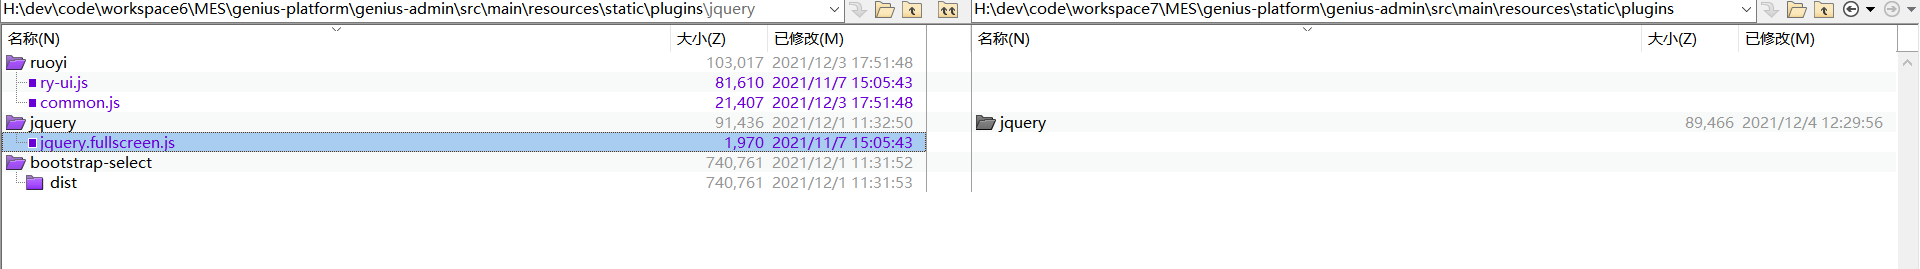 H:\dev\code\workspace6\MES\genius-platform\genius-admin\src\main\resources\static\plugins\jquery
H:\dev\code\workspace7\MES\genius-platform\genius-admin\src\main\resources\static\plugins
名称(N) 大小(Z) 已修改(M)
名称(N) 大小(Z) 已修改(M)
ruoyi 103,017 2021/12/3 17:51:48
ry-ui.js 81,610 2021/11/7 15:05:43
common.js 21,407 2021/12/3 17:51:48
jquery 91,436 2021/12/1 11:32:50
jquery 89,466 2021/12/4 12:29:56
jquery.fullscreen.js 1,970 2021/11/7 15:05:43
bootstrap-select 740,761 2021/12/1 11:31:52
dist 740,761 2021/12/1 11:31:53